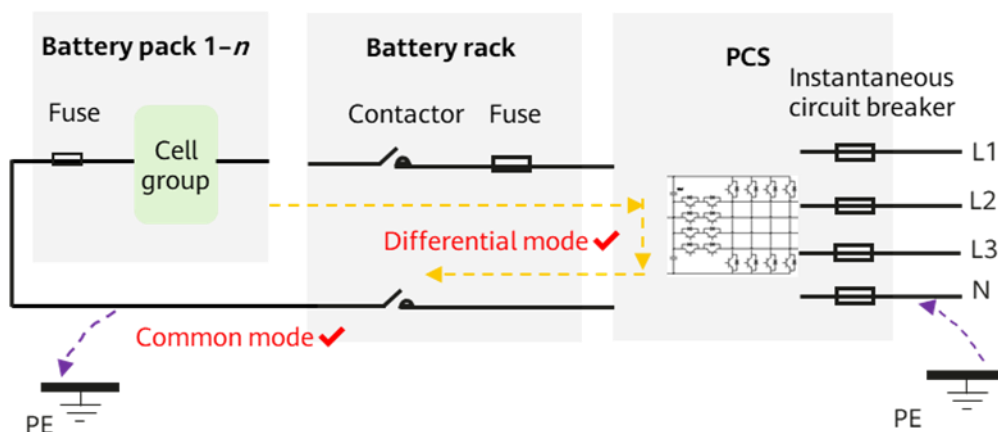 Battery pack 1–n
Battery rack
PCS
Fuse
Contactor
Fuse
Instantaneous
circuit breaker
Cell
group
L1
L2
Differential mode
L3
N
Common mode
PE
PE